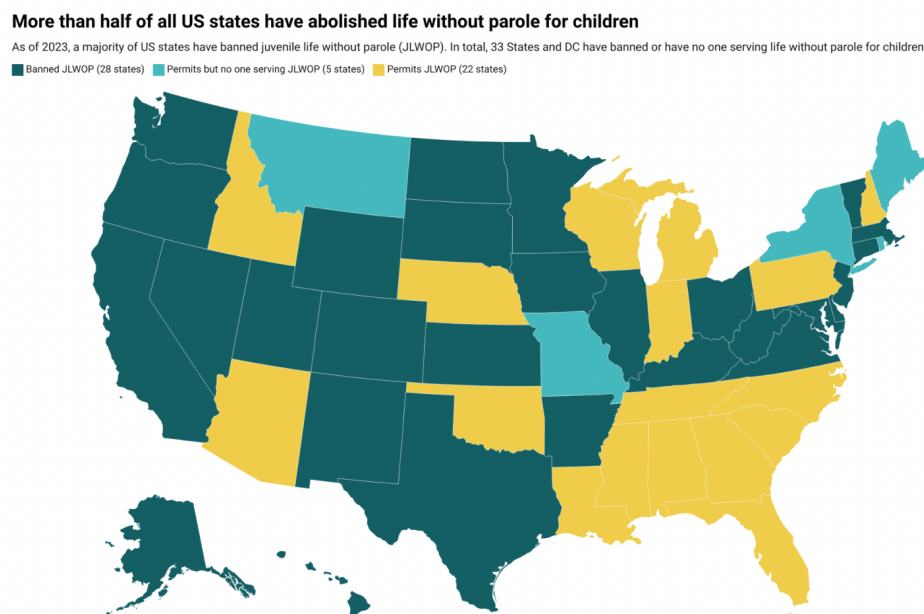 More than half of all US states have abolished life without parole for children
As of 2023, a majority of US states have banned juvenile life without parole (JLWOP). In total, 33 States and DC have banned or have no one serving life without parole for children
Banned JLWOP (28 states) Permits but no one serving JLWOP (5 states) Permits JLWOP (22 states)